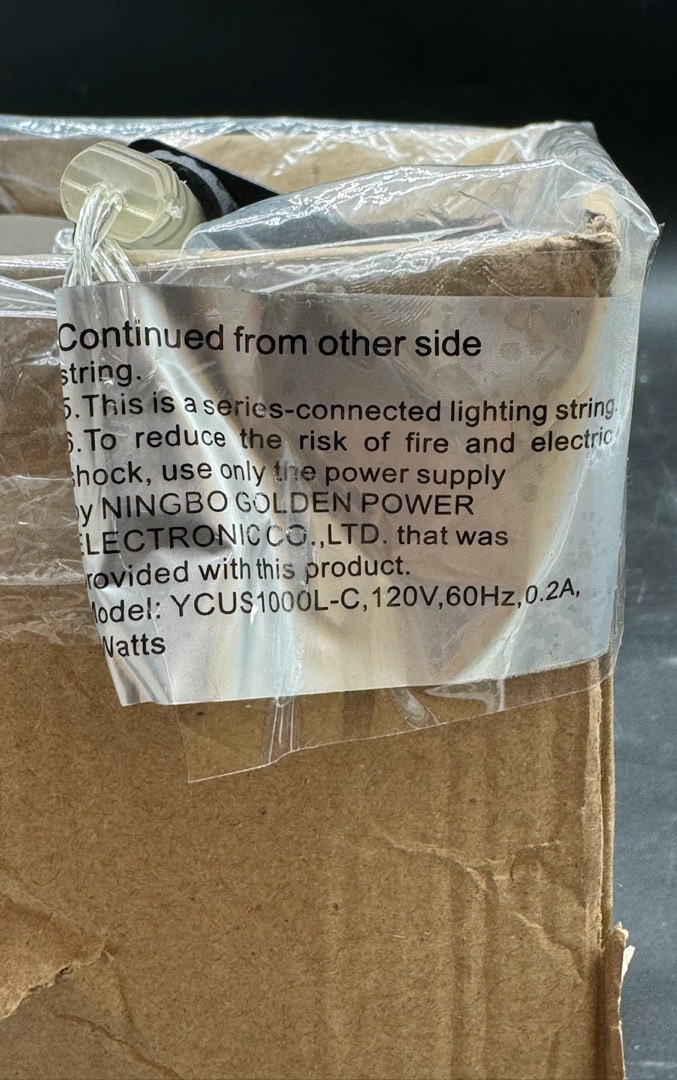 Continued from other side
string.
5.This is a series-connected lighting string.
6.To reduce the risk of fire and electric
shock, use only the power supply
by NINGBO GOLDEN POWER
ELECTRONIC CO.,LTD. that was
provided with this product.
Model: YCUS1000L-C,120V,60Hz,0.2A,
Watts